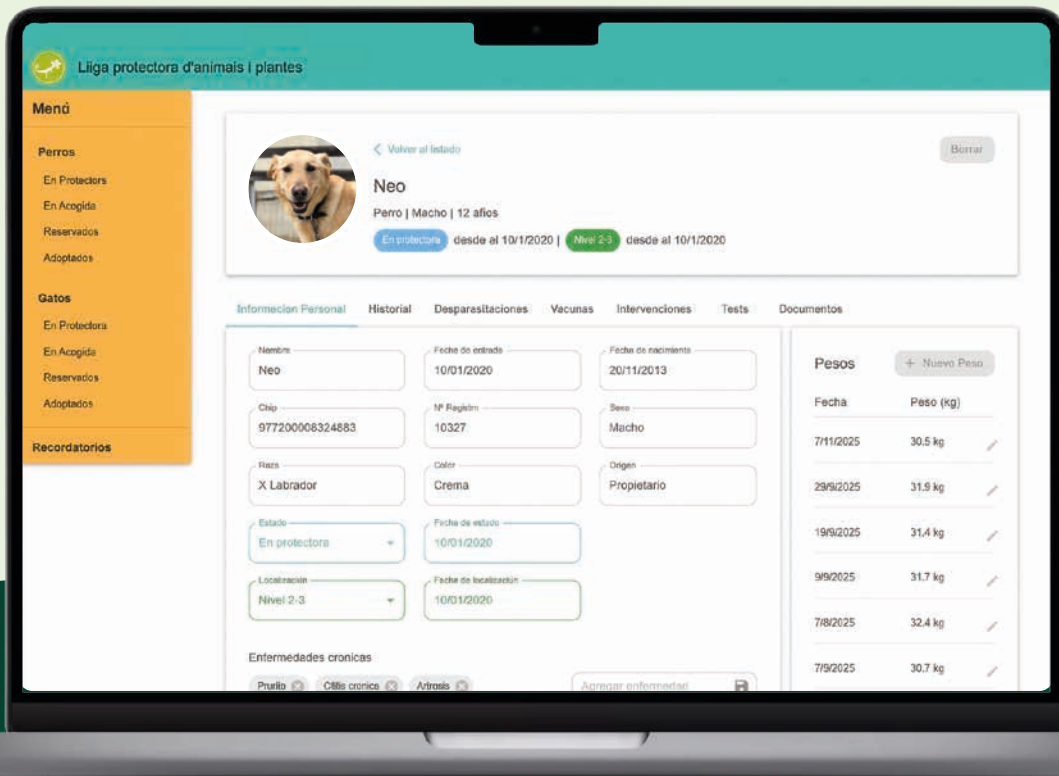 Lliga protectora d'animals i plantes
Menú
Perros
En Protectors
En Acogida
Reservados
Adoptados
Gatos
En Protectora
En Acogida
Reservados
Adoptados
Recordatorios
Volver al listado
Borrar
Neo
Perro | Macho | 12 años
En protectora desde al 10/1/2020 | Nivel 2-3 desde al 10/1/2020
Informacion Personal Historial Desparasitaciones Vacunas Intervenciones Tests Documentos
Nombre Fecha de entrada Fecha de nacimiento
Neo 10/01/2020 20/11/2013
Chip Nº Registro Sexo
977200008324883 10327 Macho
Raza Color Origen
X Labrador Crema Propietario
Estado Fecha de estado
En protectora 10/01/2020
Localización Fecha de localización
Nivel 2-3 10/01/2020
Enfermedades cronicas
Prurito Otitis cronica Artrosis Agregar enfermedad
Pesos + Nuevo Peso
Fecha Peso (kg)
7/11/2025 30.5 kg
29/9/2025 31.9 kg
19/9/2025 31.4 kg
9/9/2025 31.7 kg
7/8/2025 32.4 kg
7/9/2025 30.7 kg